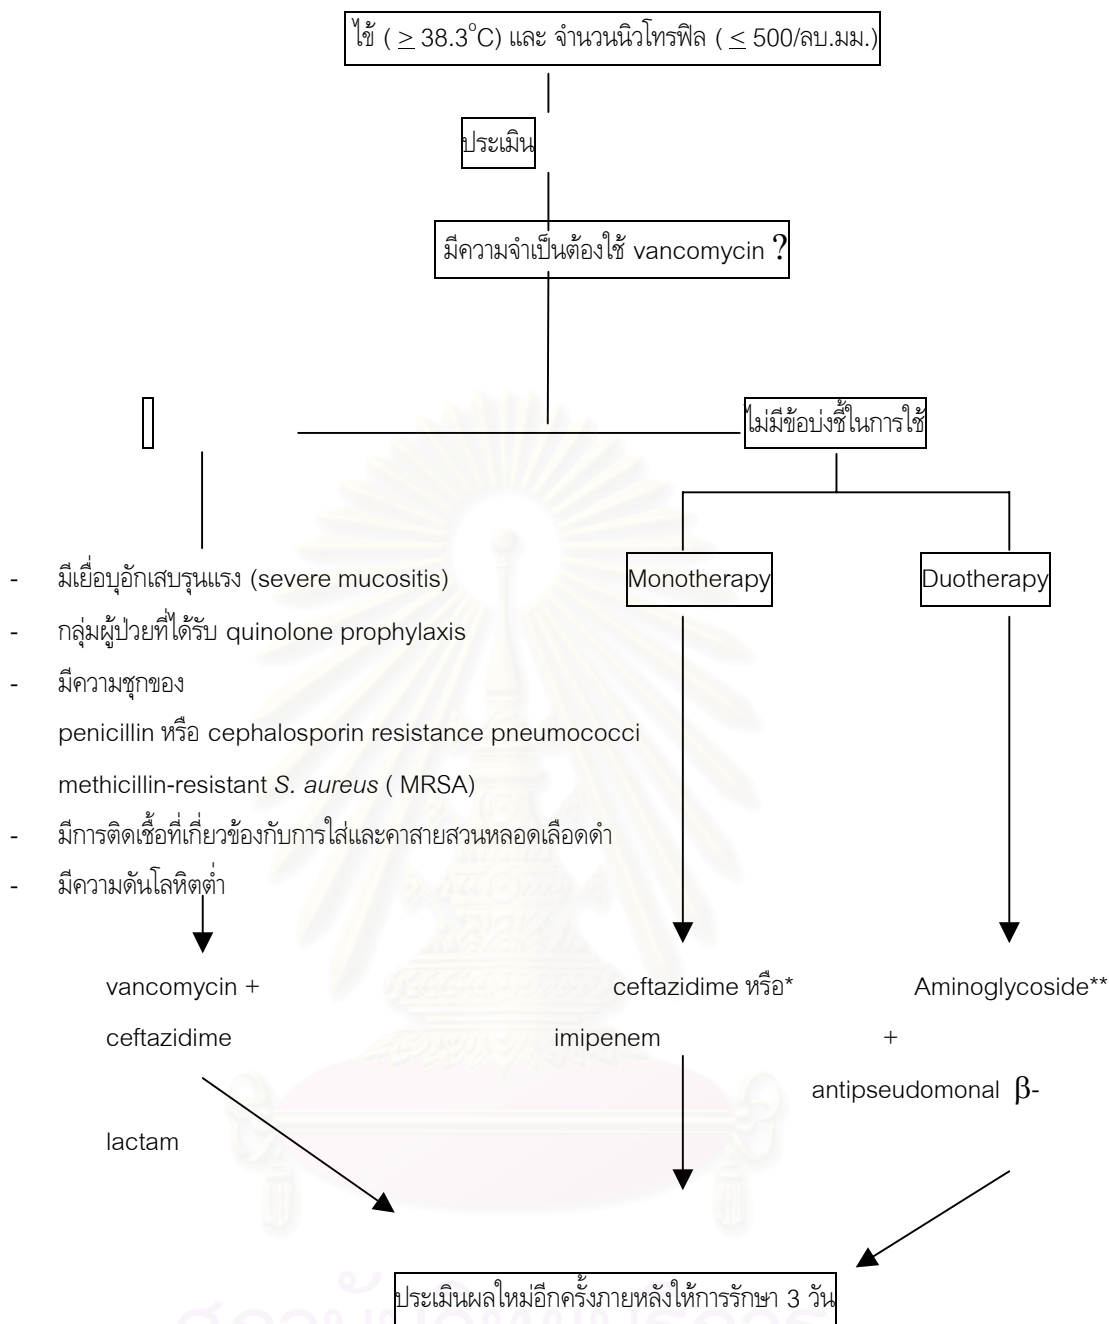 ไข้ ( ≥ 38.3°C) และ จำนวนนิวโทรฟิล ( ≤ 500/ลบ.มม.)
ประเมิน
มีความจำเป็นต้องใช้ vancomycin ?
ไม่มีข้อบ่งชี้ในการใช้
- มีเยื่อบุอักเสบรุนแรง (severe mucositis)
- กลุ่มผู้ป่วยที่ได้รับ quinolone prophylaxis
- มีความชุกของ
penicillin หรือ cephalosporin resistance pneumococci
methicillin-resistant S. aureus ( MRSA)
- มีการติดเชื้อที่เกี่ยวข้องกับการใส่และคาสายสวนหลอดเลือดดำ
- มีความดันโลหิตต่ำ
Monotherapy
Duotherapy
vancomycin +
ceftazidime
ceftazidime หรือ*
imipenem
Aminoglycoside**
+
antipseudomonal β-
lactam
ประเมินผลใหม่อีกครั้งภายหลังให้การรักษา 3 วัน